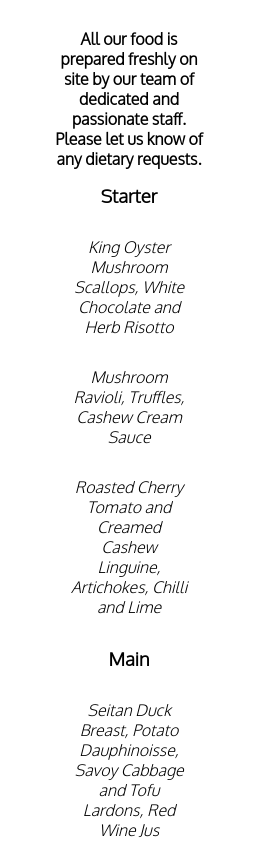 All our food is
prepared freshly on
site by our team of
dedicated and
passionate staff.
Please let us know of
any dietary requests.
Starter
King Oyster
Mushroom
Scallops, White
Chocolate and
Herb Risotto
Mushroom
Ravioli, Truffles,
Cashew Cream
Sauce
Roasted Cherry
Tomato and
Creamed
Cashew
Linguine,
Artichokes, Chilli
and Lime
Main
Seitan Duck
Breast, Potato
Dauphinoisse,
Savoy Cabbage
and Tofu
Lardons, Red
Wine Jus